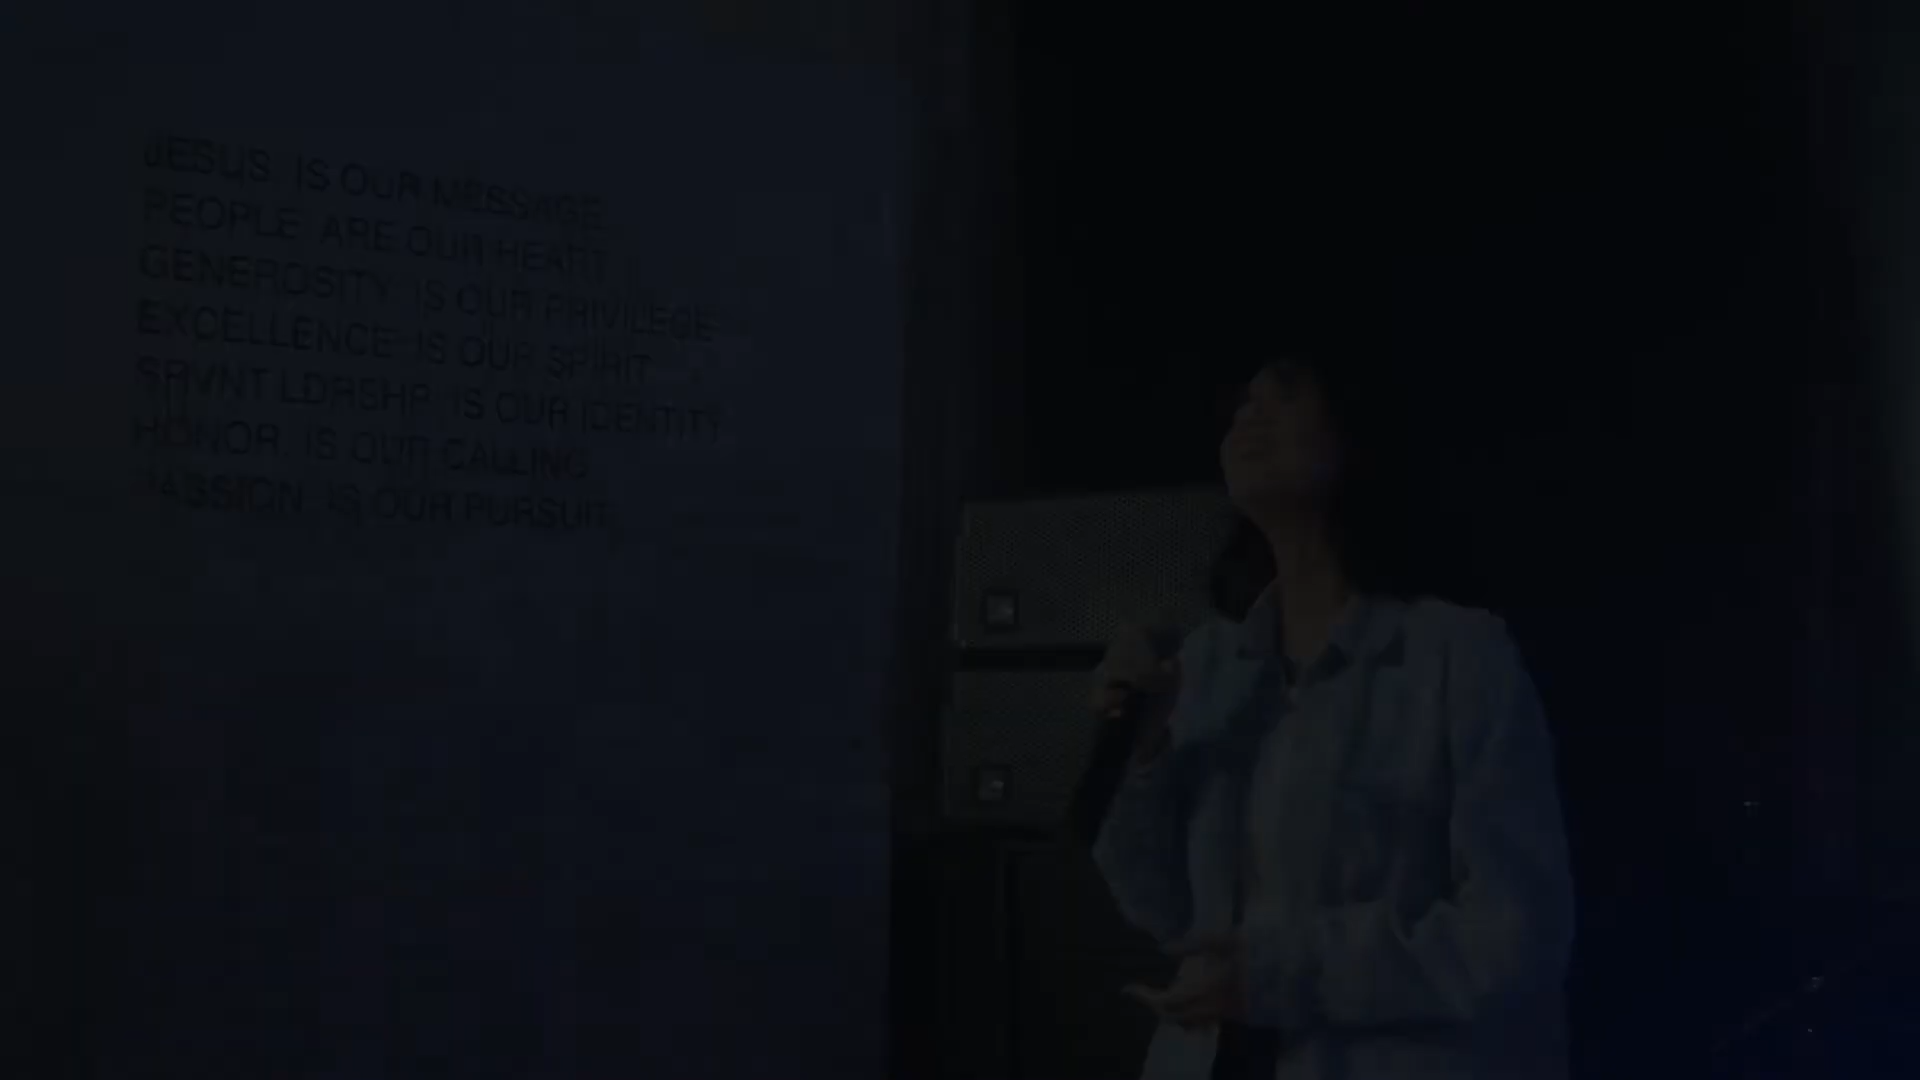 JESUS IS OUR MESSAGE
PEOPLE ARE OUR HEART
GENEROSITY IS OUR PRIVILEGE
EXCELLENCE IS OUR SPIRIT
SRVNT LDRSHP IS OUR IDENTITY
HONOR IS OUR CALLING
PASSION IS OUR PURSUIT